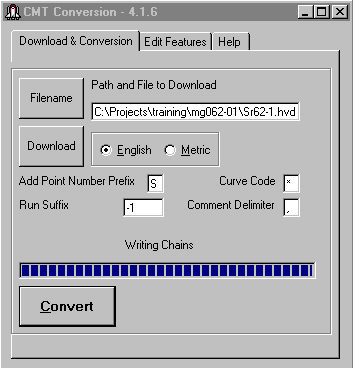 CMT Conversion - 4.1.6
Download & Conversion Edit Features Help
Filename
Path and File to Download
C:\Projects\training\mg062-01\Sr62-1.hvd
Download
English Metric
Add Point Number Prefix S Curve Code *
Run Suffix -1 Comment Delimiter ,
Writing Chains
Convert